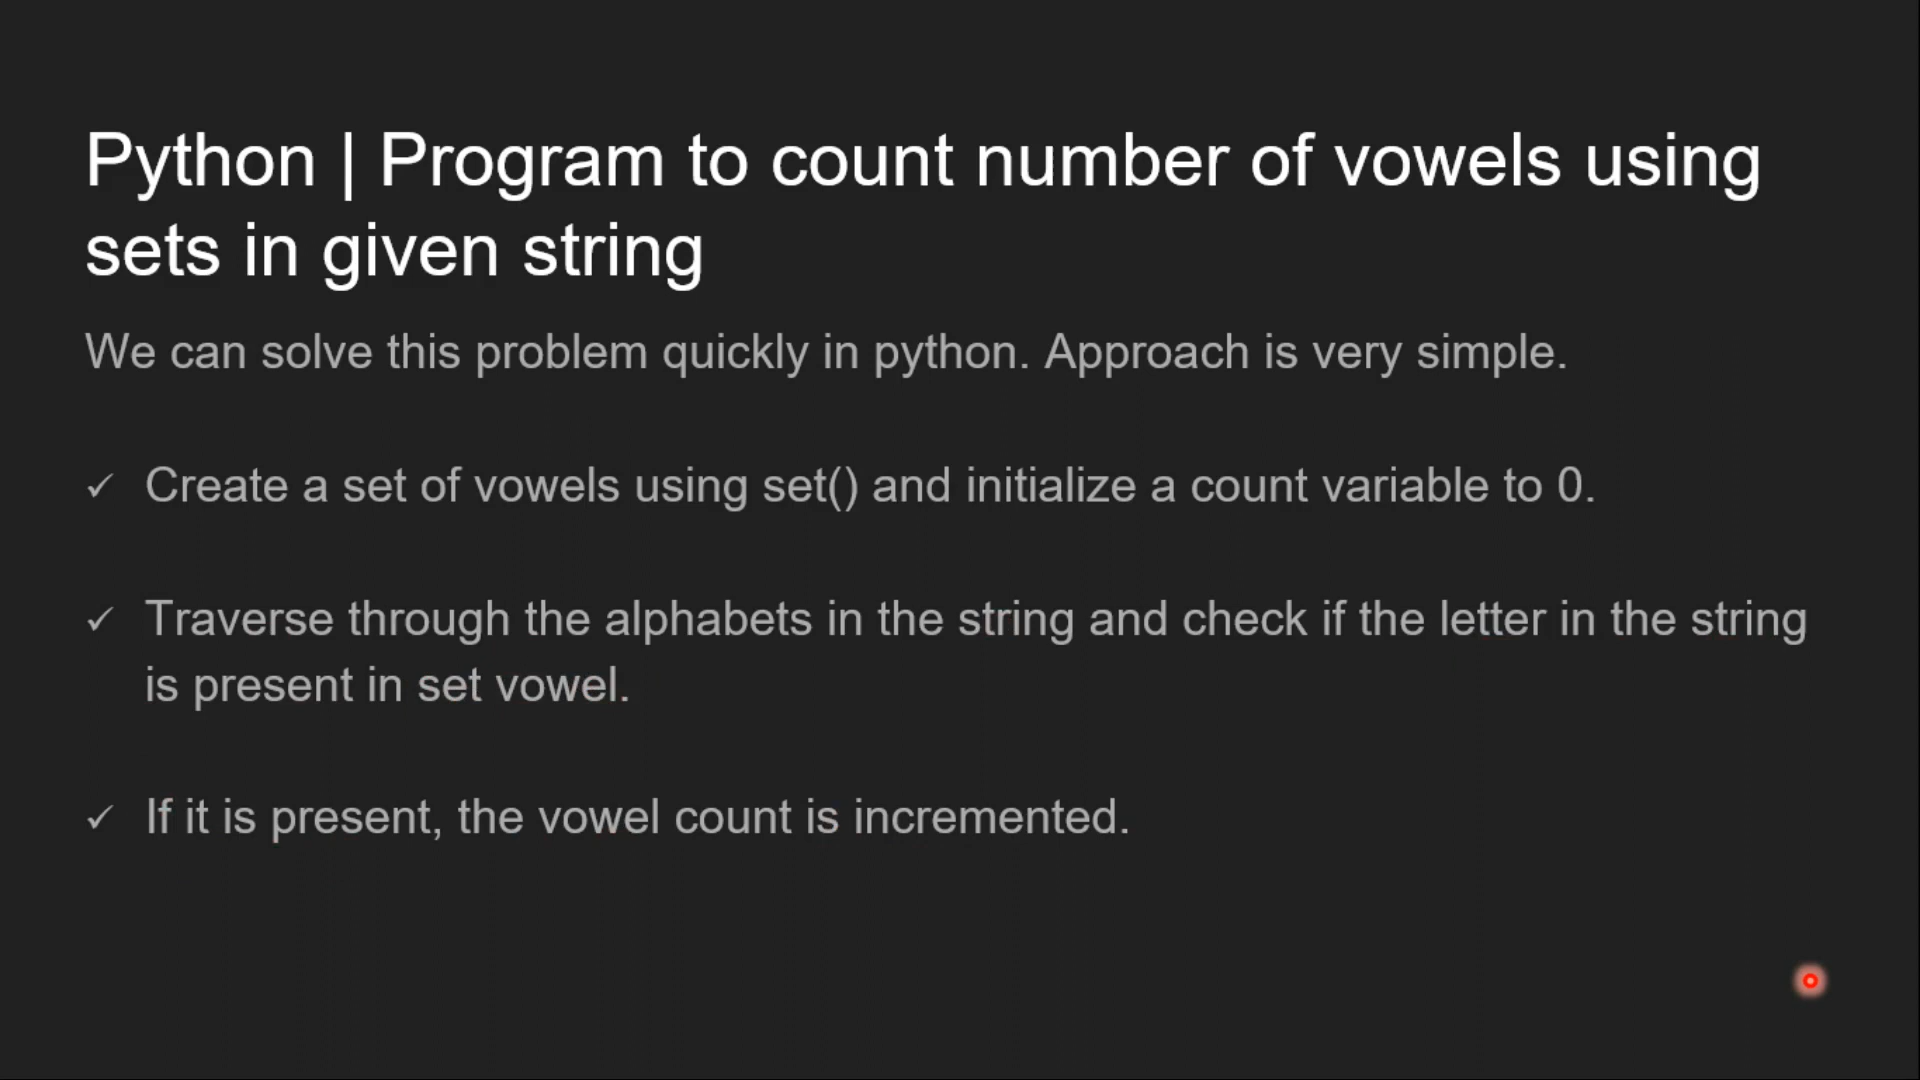 Python | Program to count number of vowels using
sets in given string
We can solve this problem quickly in python. Approach is very simple.
✓ Create a set of vowels using set() and initialize a count variable to 0.
✓ Traverse through the alphabets in the string and check if the letter in the string
is present in set vowel.
✓ If it is present, the vowel count is incremented.